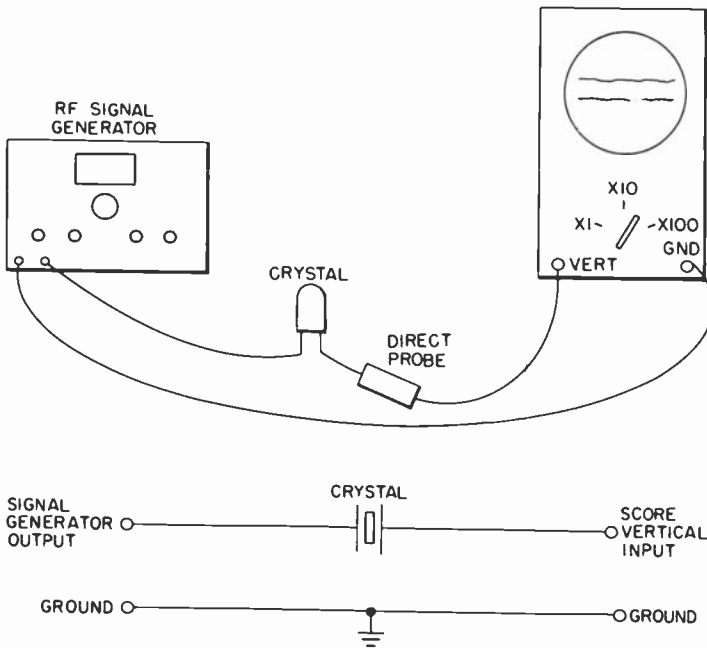 RF SIGNAL
GENERATOR
X10
X1
X100
GND
VERT
CRYSTAL
DIRECT
PROBE
CRYSTAL
SIGNAL
GENERATOR
OUTPUT
SCORE
VERTICAL
INPUT
GROUND
GROUND